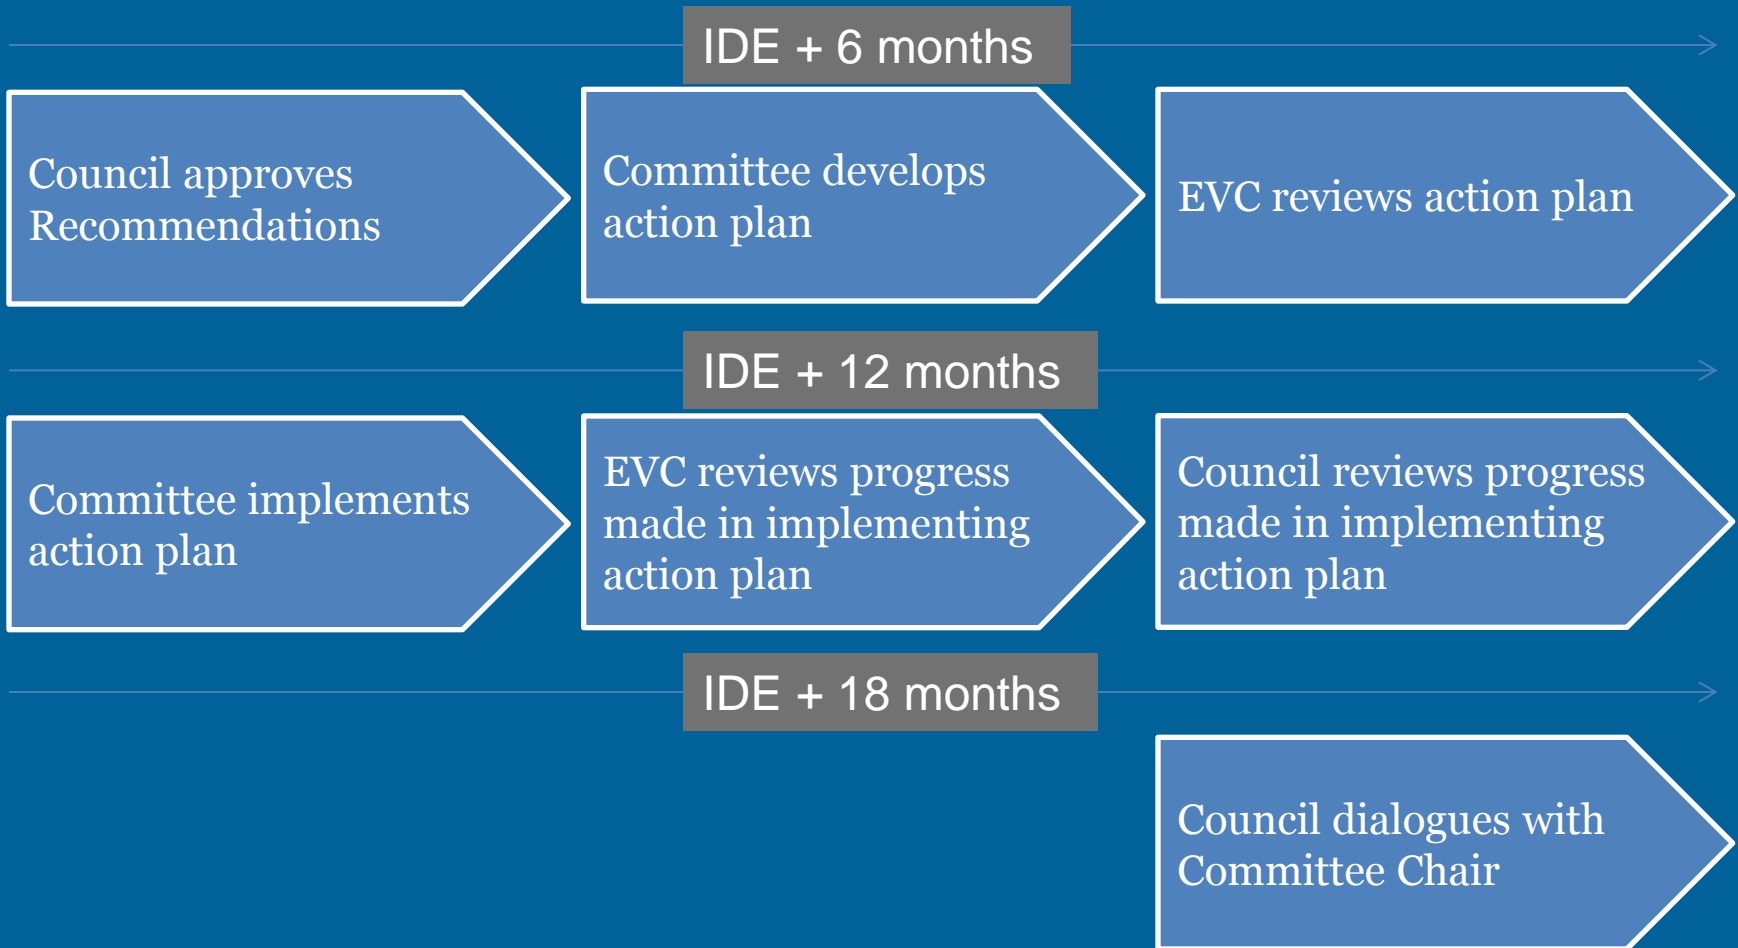 IDE + 6 months
Council approves
Recommendations
Committee develops
action plan
EVC reviews action plan
IDE + 12 months
Committee implements
action plan
EVC reviews progress
made in implementing
action plan
Council reviews progress
made in implementing
action plan
IDE + 18 months
Council dialogues with
Committee Chair